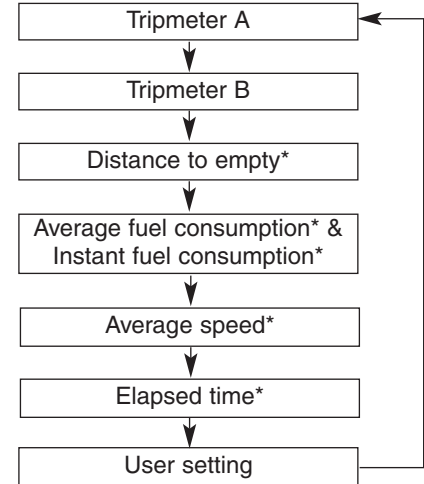 Tripmeter A
Tripmeter B
Distance to empty*
Average fuel consumption* &
Instant fuel consumption*
Average speed*
Elapsed time*
User setting